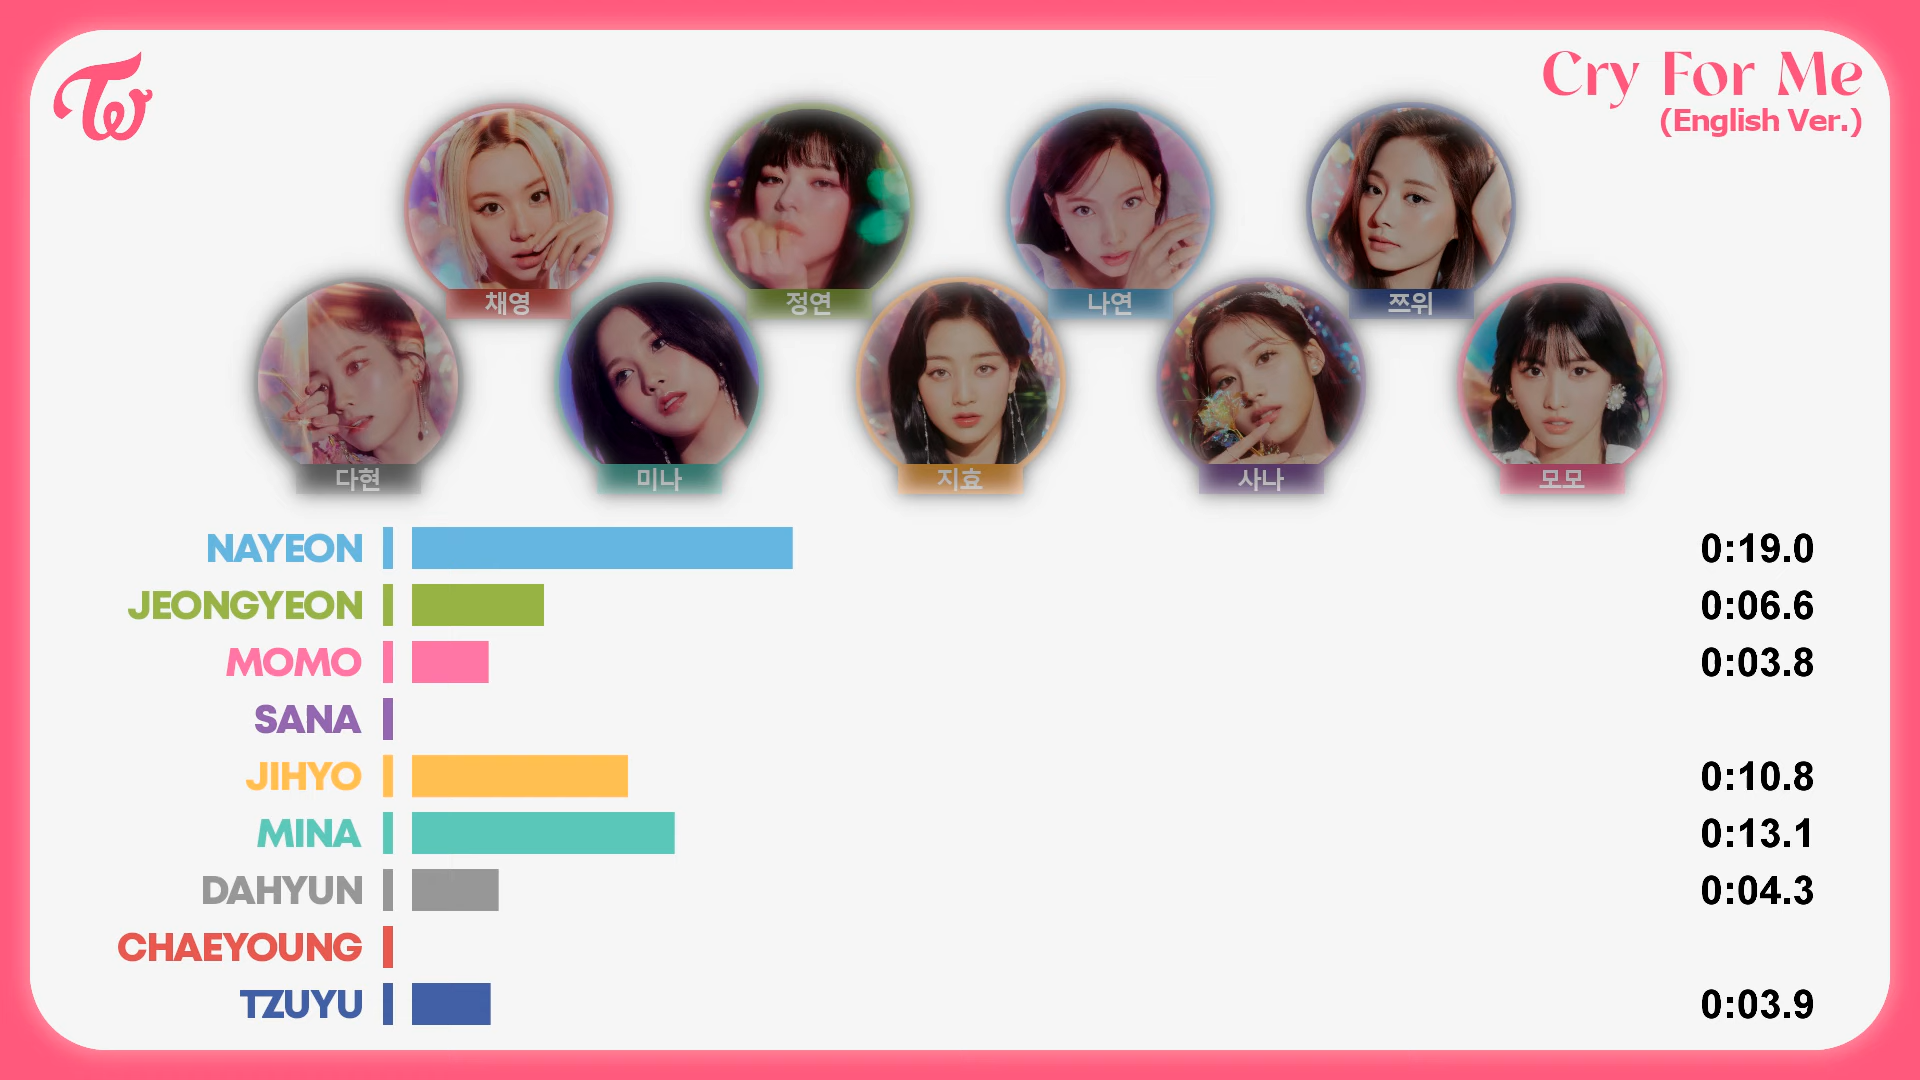 TW
Cry For Me
(English Ver.)
채영
정연
나연
쯔위
다현
미나
지효
사나
모모
NAYEON 0:19.0
JEONGYEON 0:06.6
MOMO 0:03.8
SANA
JIHYO 0:10.8
MINA 0:13.1
DAHYUN 0:04.3
CHAEYOUNG
TZUYU 0:03.9